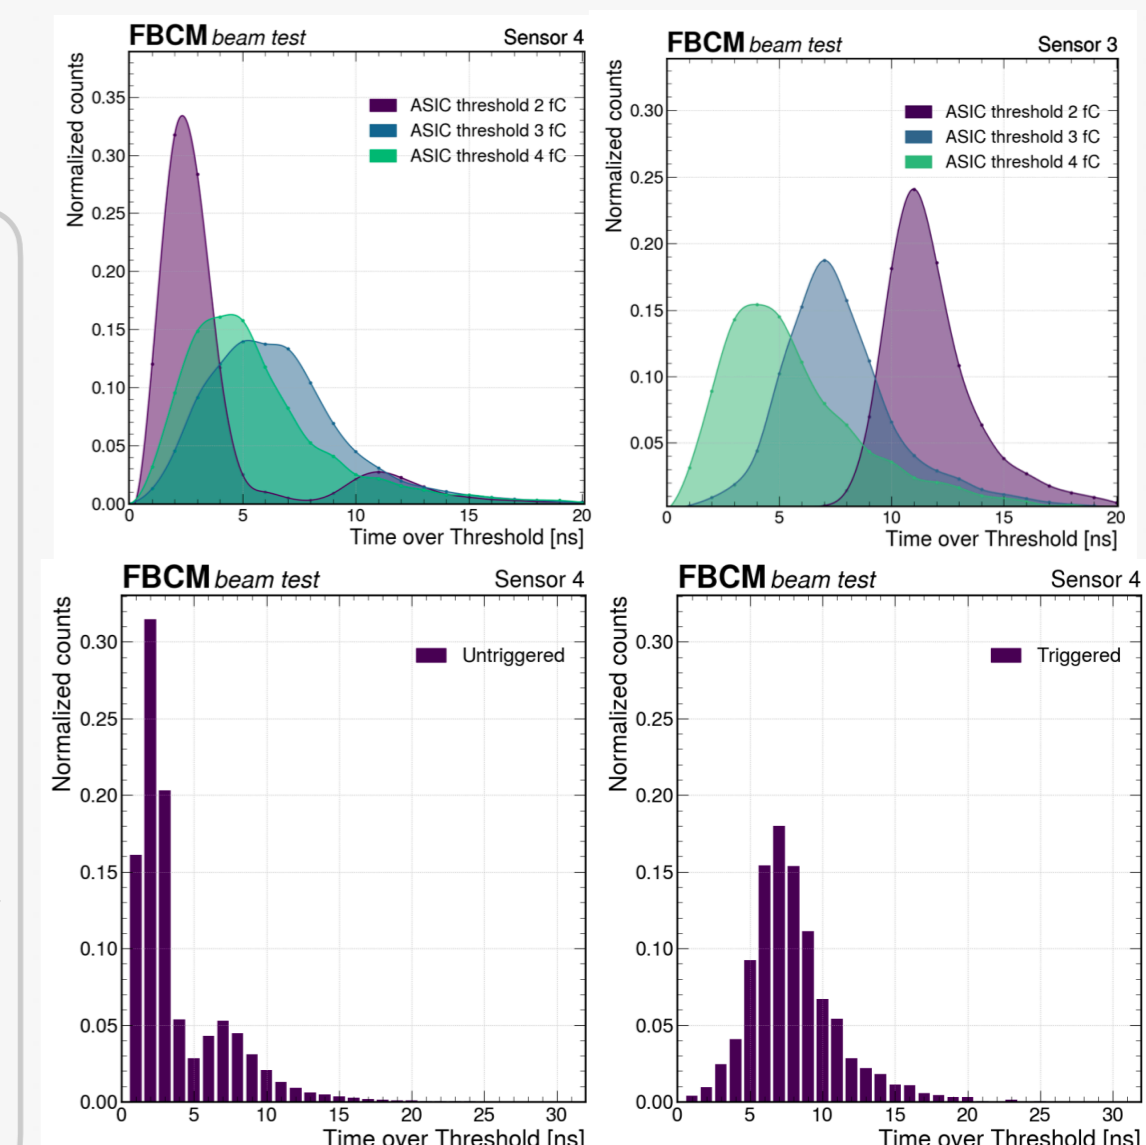 FBCM beam test Sensor 4
Normalized counts
0.35
0.30
0.25
0.20
0.15
0.10
0.05
0.00
ASIC threshold 2 fC
ASIC threshold 3 fC
ASIC threshold 4 fC
0 5 10 15 20
Time over Threshold [ns]
FBCM beam test Sensor 3
Normalized counts
0.30
0.25
0.20
0.15
0.10
0.05
ASIC threshold 2 fC
ASIC threshold 3 fC
ASIC threshold 4 fC
0 5 10 15 20
Time over Threshold [ns]
FBCM beam test Sensor 4
Normalized counts
0.30
0.25
0.20
0.15
0.10
0.05
0.00
Untriggered
0 5 10 15 20 25 30
Time over Threshold [ns]
FBCM beam test Sensor 4
Normalized counts
0.30
0.25
0.20
0.15
0.10
0.05
0.00
Triggered
0 5 10 15 20 25 30
Time over Threshold [ns]